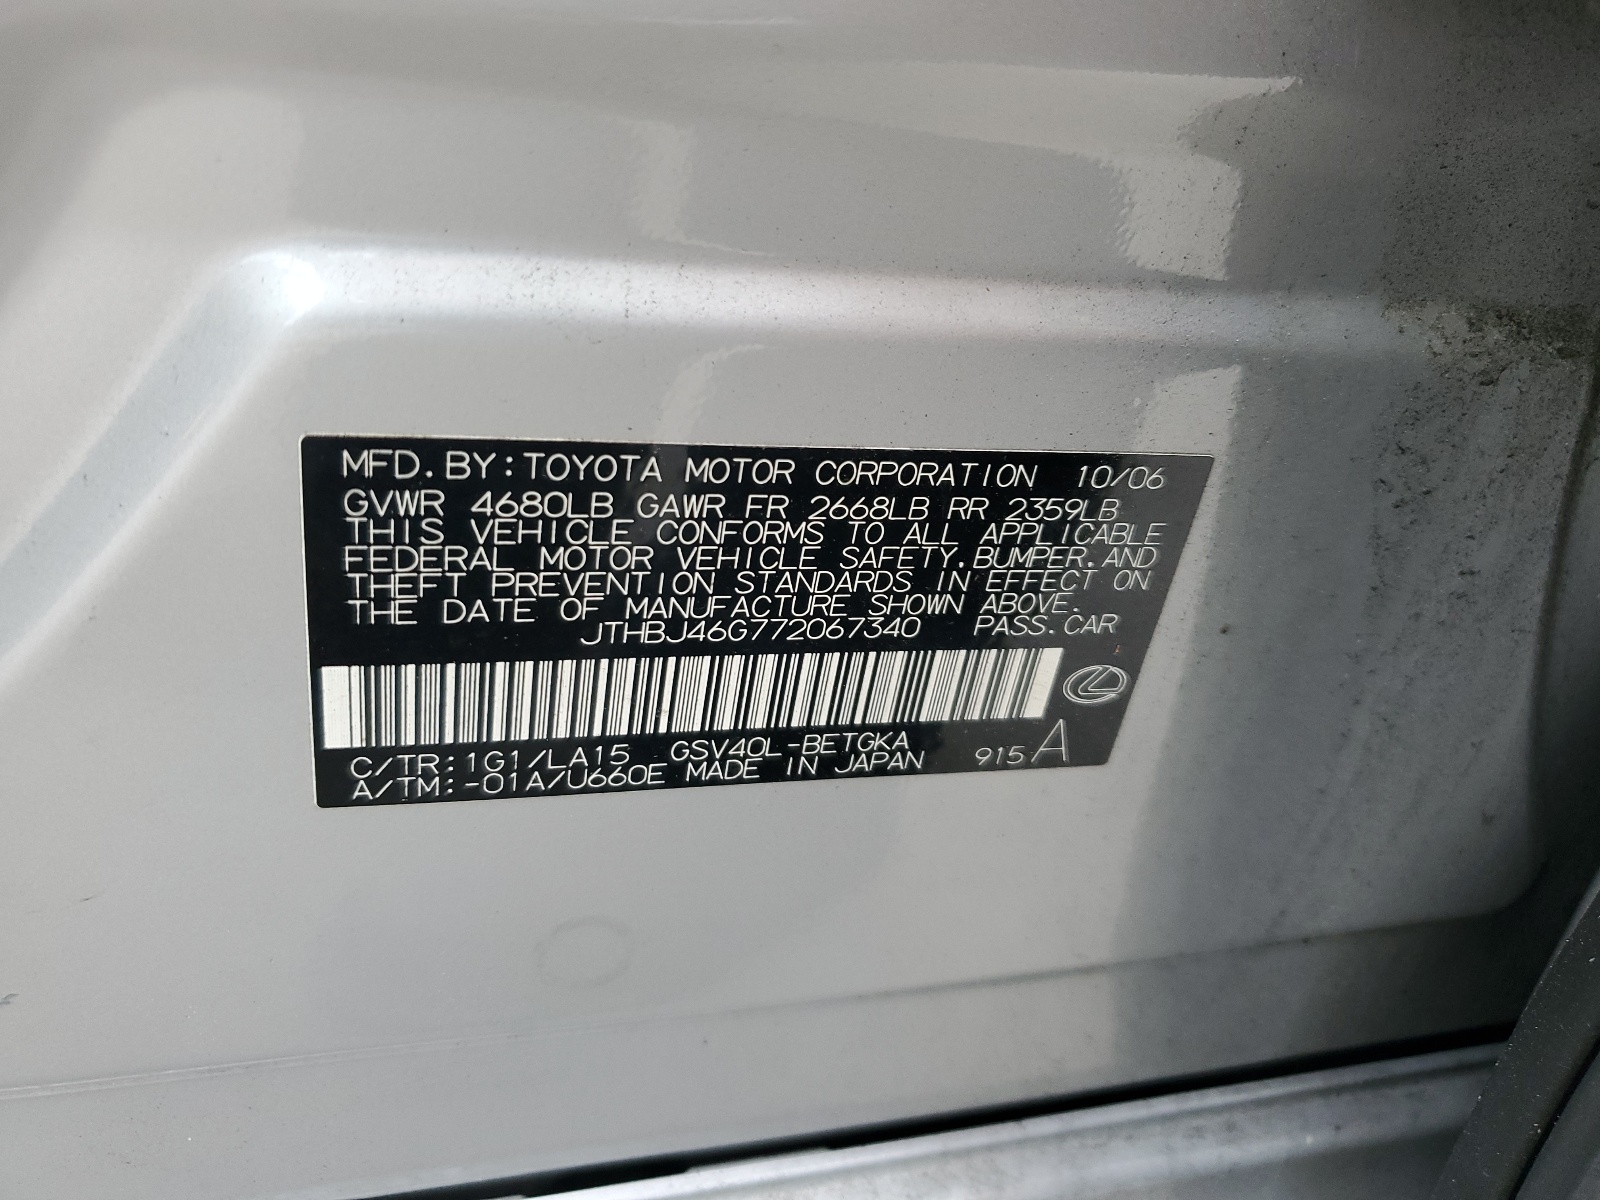 MFD.BY:TOYOTA MOTOR CORPORATION 10/06
GVWR 4680LB GAWR FR 2668LB RR 2359LB
THIS VEHICLE CONFORMS TO ALL APPLICABLE
FEDERAL MOTOR VEHICLE SAFETY,BUMPER,AND
THEFT PREVENTION STANDARDS IN EFFECT ON
THE DATE OF MANUFACTURE SHOWN ABOVE.
JTHBJ46G772067340 PASS.CAR
C/TR:1G1/LA15 GSV40L-BETGKA
A/TM:-01A/U660E MADE IN JAPAN 915 A